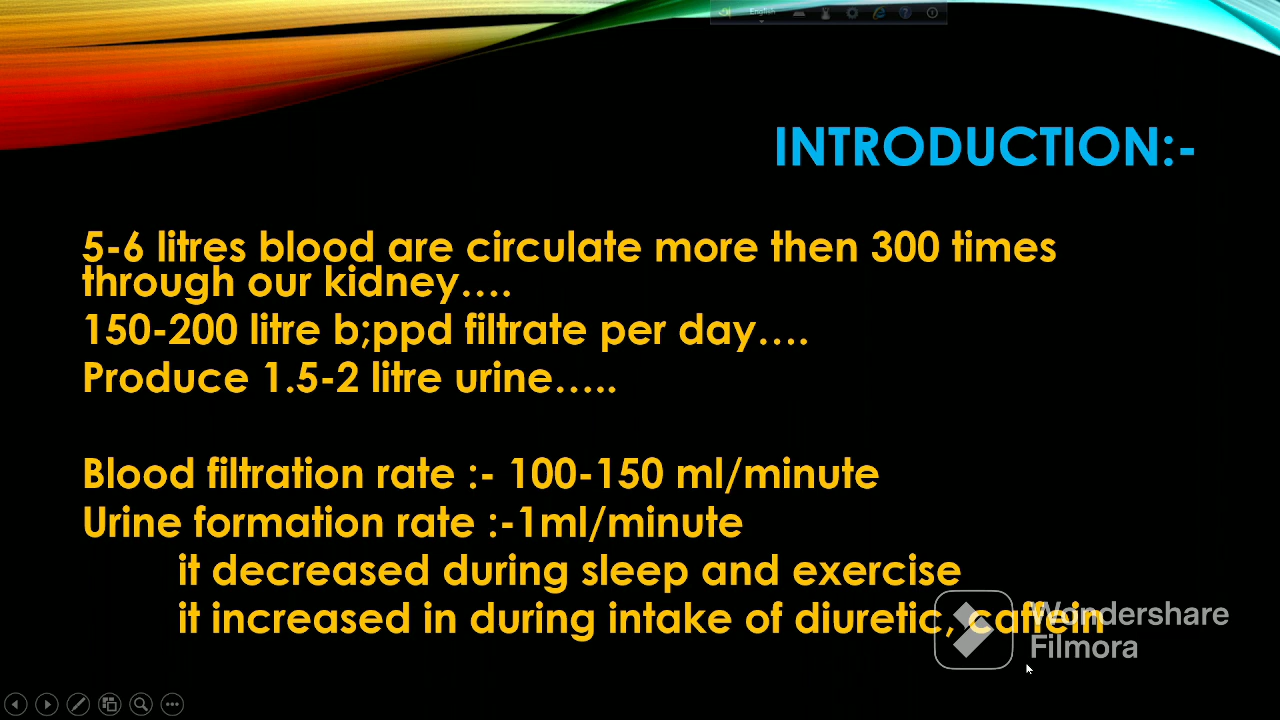 English
INTRODUCTION:-
5-6 litres blood are circulate more then 300 times
through our kidney....
150-200 litre b;ppd filtrate per day....
Produce 1.5-2 litre urine.....
Blood filtration rate :- 100-150 ml/minute
Urine formation rate :-1ml/minute
it decreased during sleep and exercise
it increased in during intake of diuretic, caffein
Wondershare
Filmora